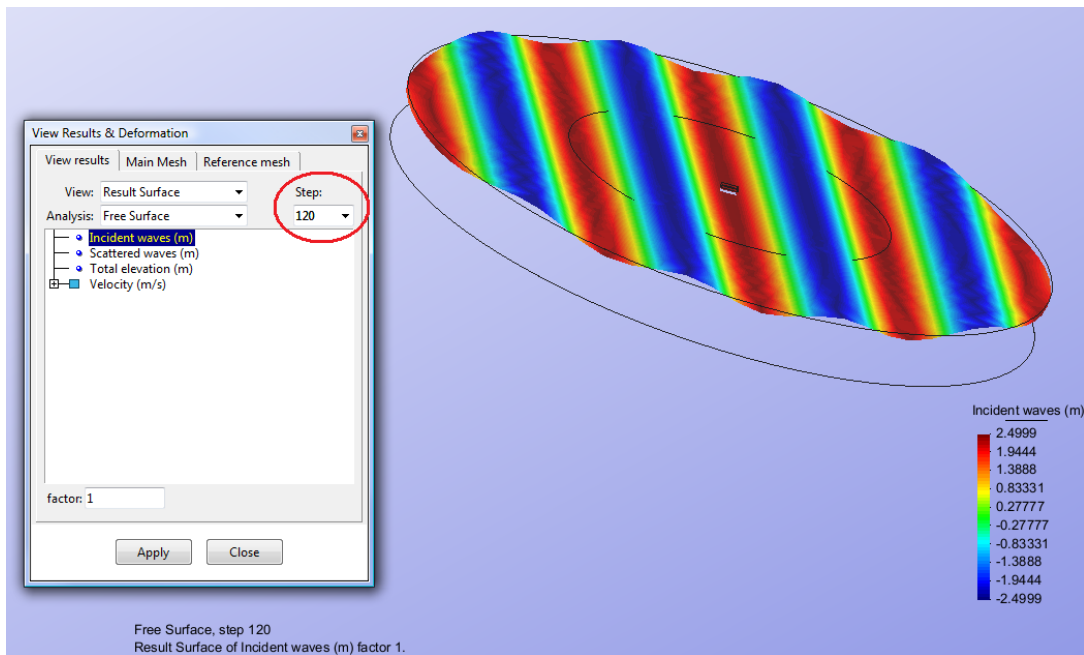 View Results & Deformation
View results Main Mesh Reference mesh
View: Result Surface Step:
Analysis: Free Surface 120
Incident waves (m)
Scattered waves (m)
Total elevation (m)
Velocity (m/s)
factor: 1
Apply Close
Incident waves (m)
2.4999
1.9444
1.3888
0.83331
0.27777
-0.27777
-0.83331
-1.3888
-1.9444
-2.4999
Free Surface, step 120
Result Surface of Incident waves (m) factor 1.